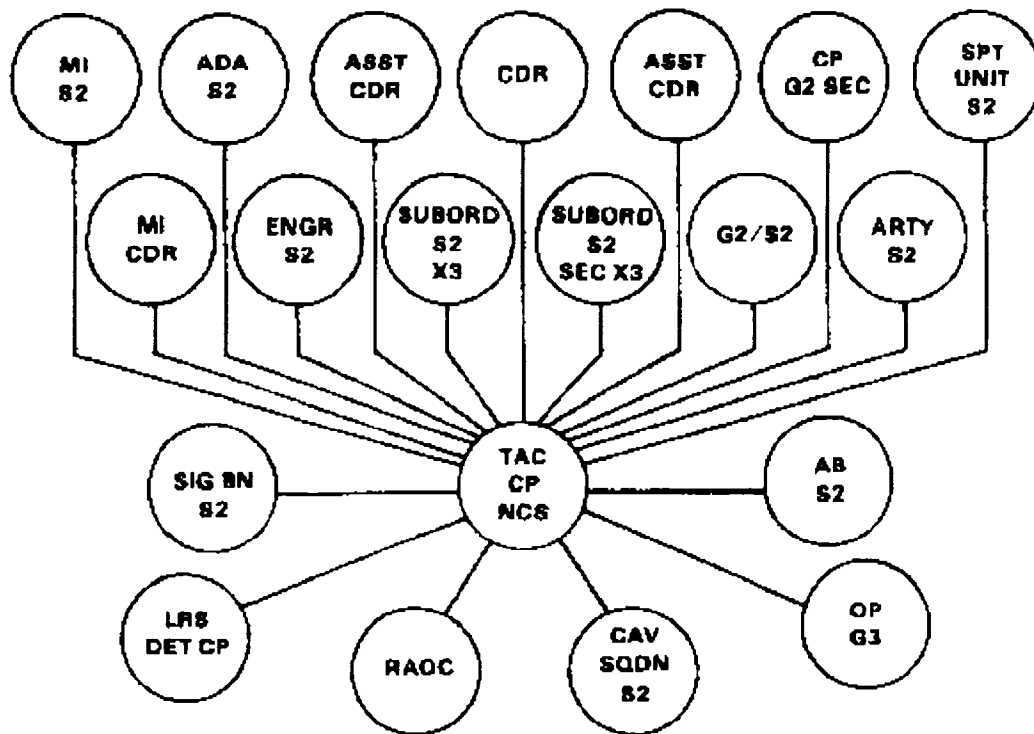 MI
S2
ADA
S2
ASST
CDR
CDR
ASST
CDR
CP
G2 SEC
SPT
UNIT
S2
MI
CDR
ENGR
S2
SUBORD
S2
X3
SUBORD
S2
SEC X3
G2/S2
ARTY
S2
TAC
CP
NCS
SIG BN
S2
AB
S2
LRS
DET CP
RAOC
CAV
SQDN
S2
OP
G3